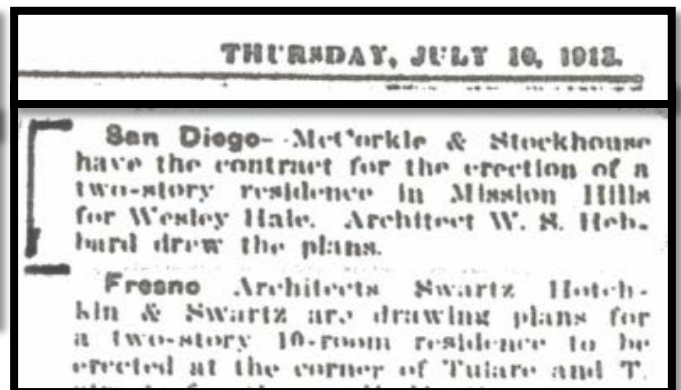 THURSDAY, JULY 10, 1913.
San Diego- McCorkle & Stockhouse
have the contract for the erection of a
two-story residence in Mission Hills
for Wesley Hale. Architect W. S. Heb-
bard drew the plans.
Fresno Architects Swartz Hotch-
kin & Swartz are drawing plans for
a two-story 10-room residence to be
erected at the corner of Tulare and T.